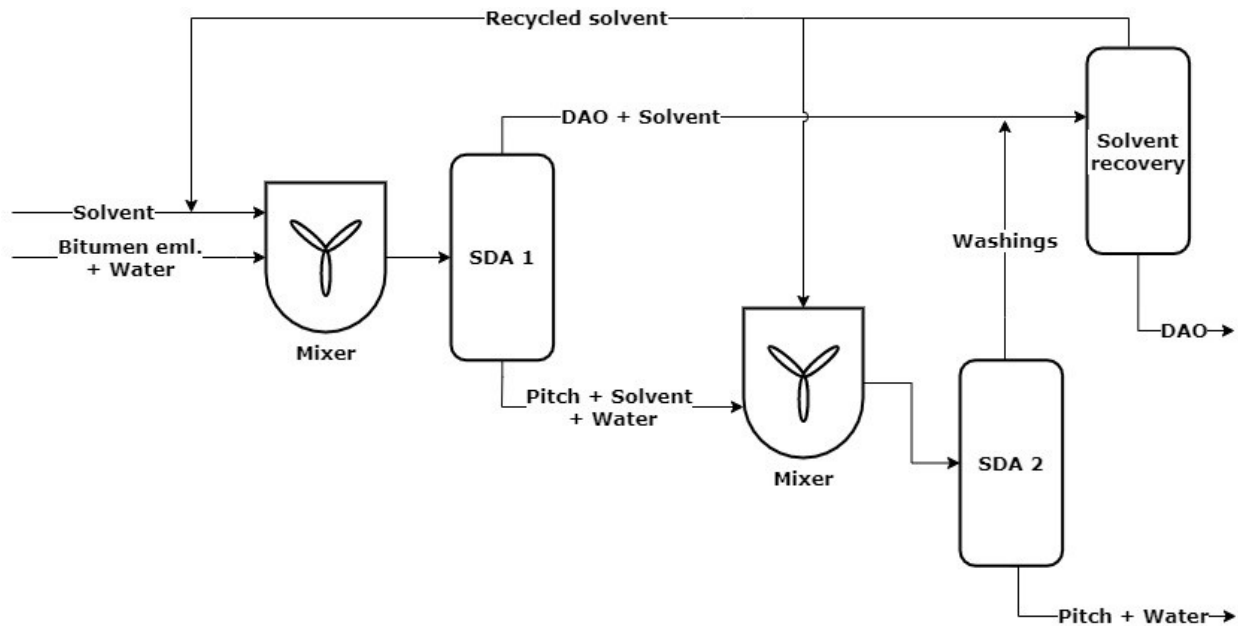 Recycled solvent
DAO + Solvent
Solvent
recovery
Solvent
Bitumen eml.
+ Water
SDA 1
Washings
Mixer
DAO
Pitch + Solvent
+ Water
SDA 2
Mixer
Pitch + Water